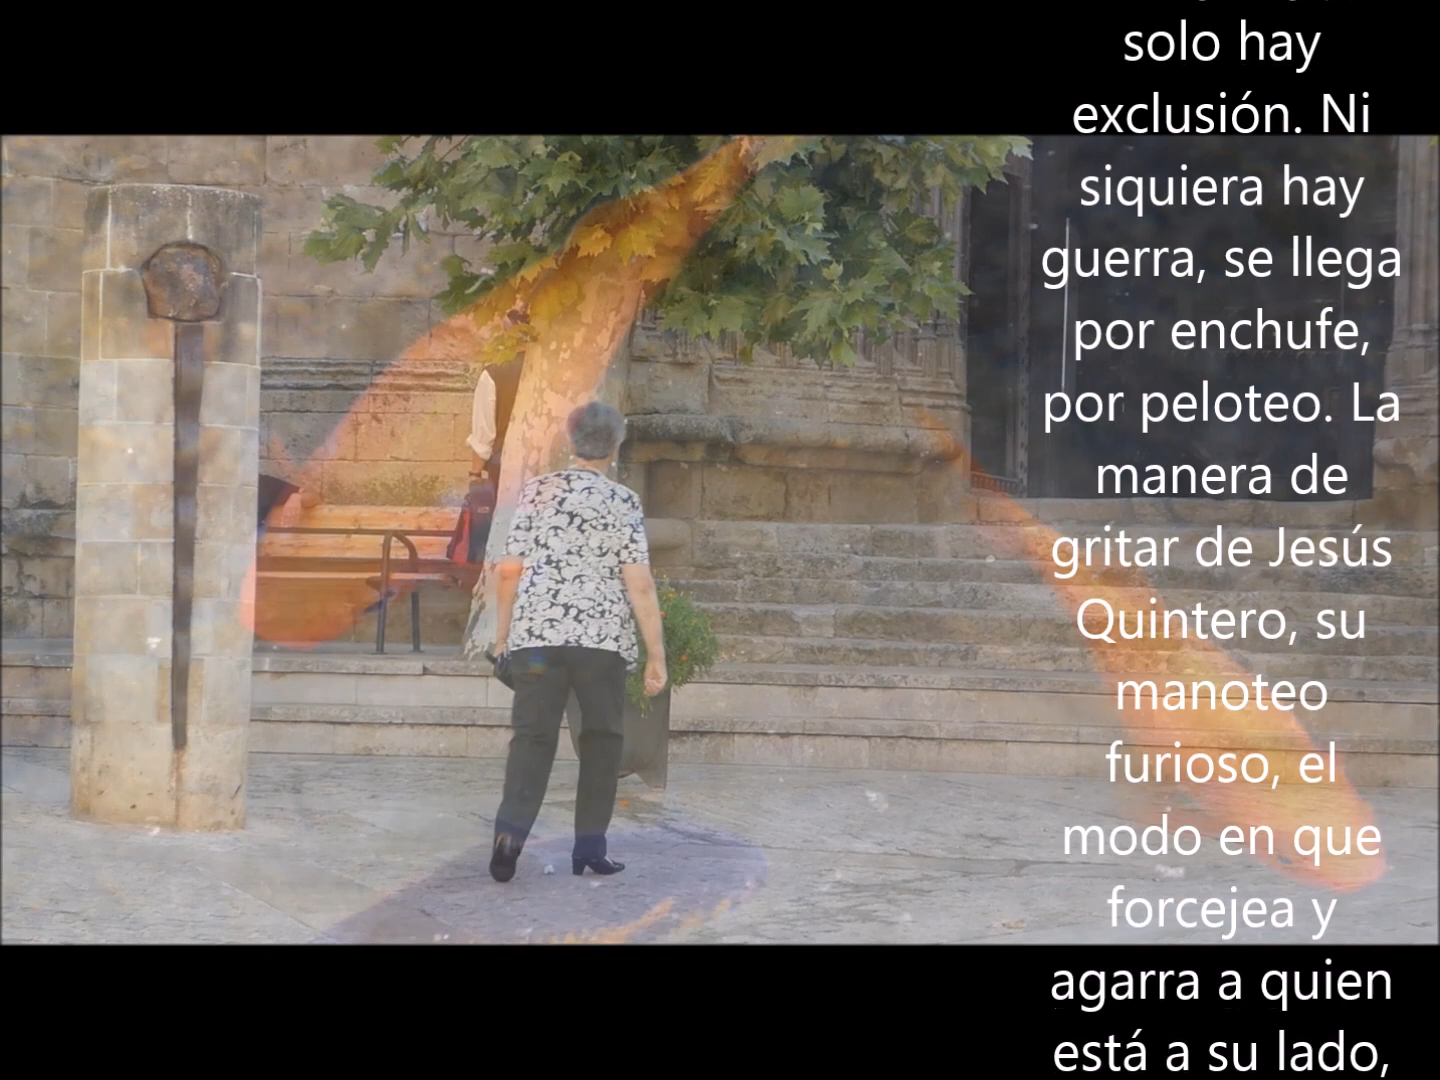 solo hay
exclusión. Ni
siquiera hay
guerra, se llega
por enchufe,
por peloteo. La
manera de
gritar de Jesús
Quintero, su
manoteo
furioso, el
modo en que
forcejea y
agarra a quien
está a su lado,